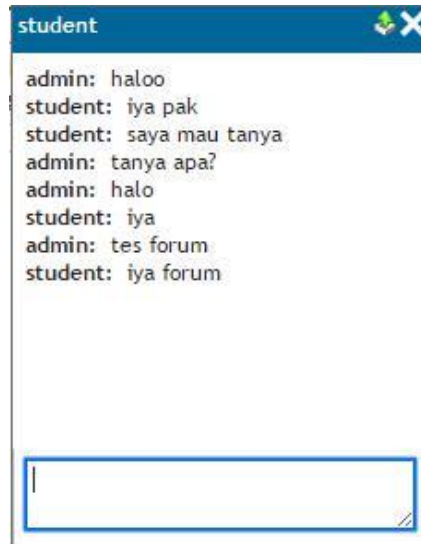 student
admin: haloo
student: iya pak
student: saya mau tanya
admin: tanya apa?
admin: halo
student: iya
admin: tes forum
student: iya forum